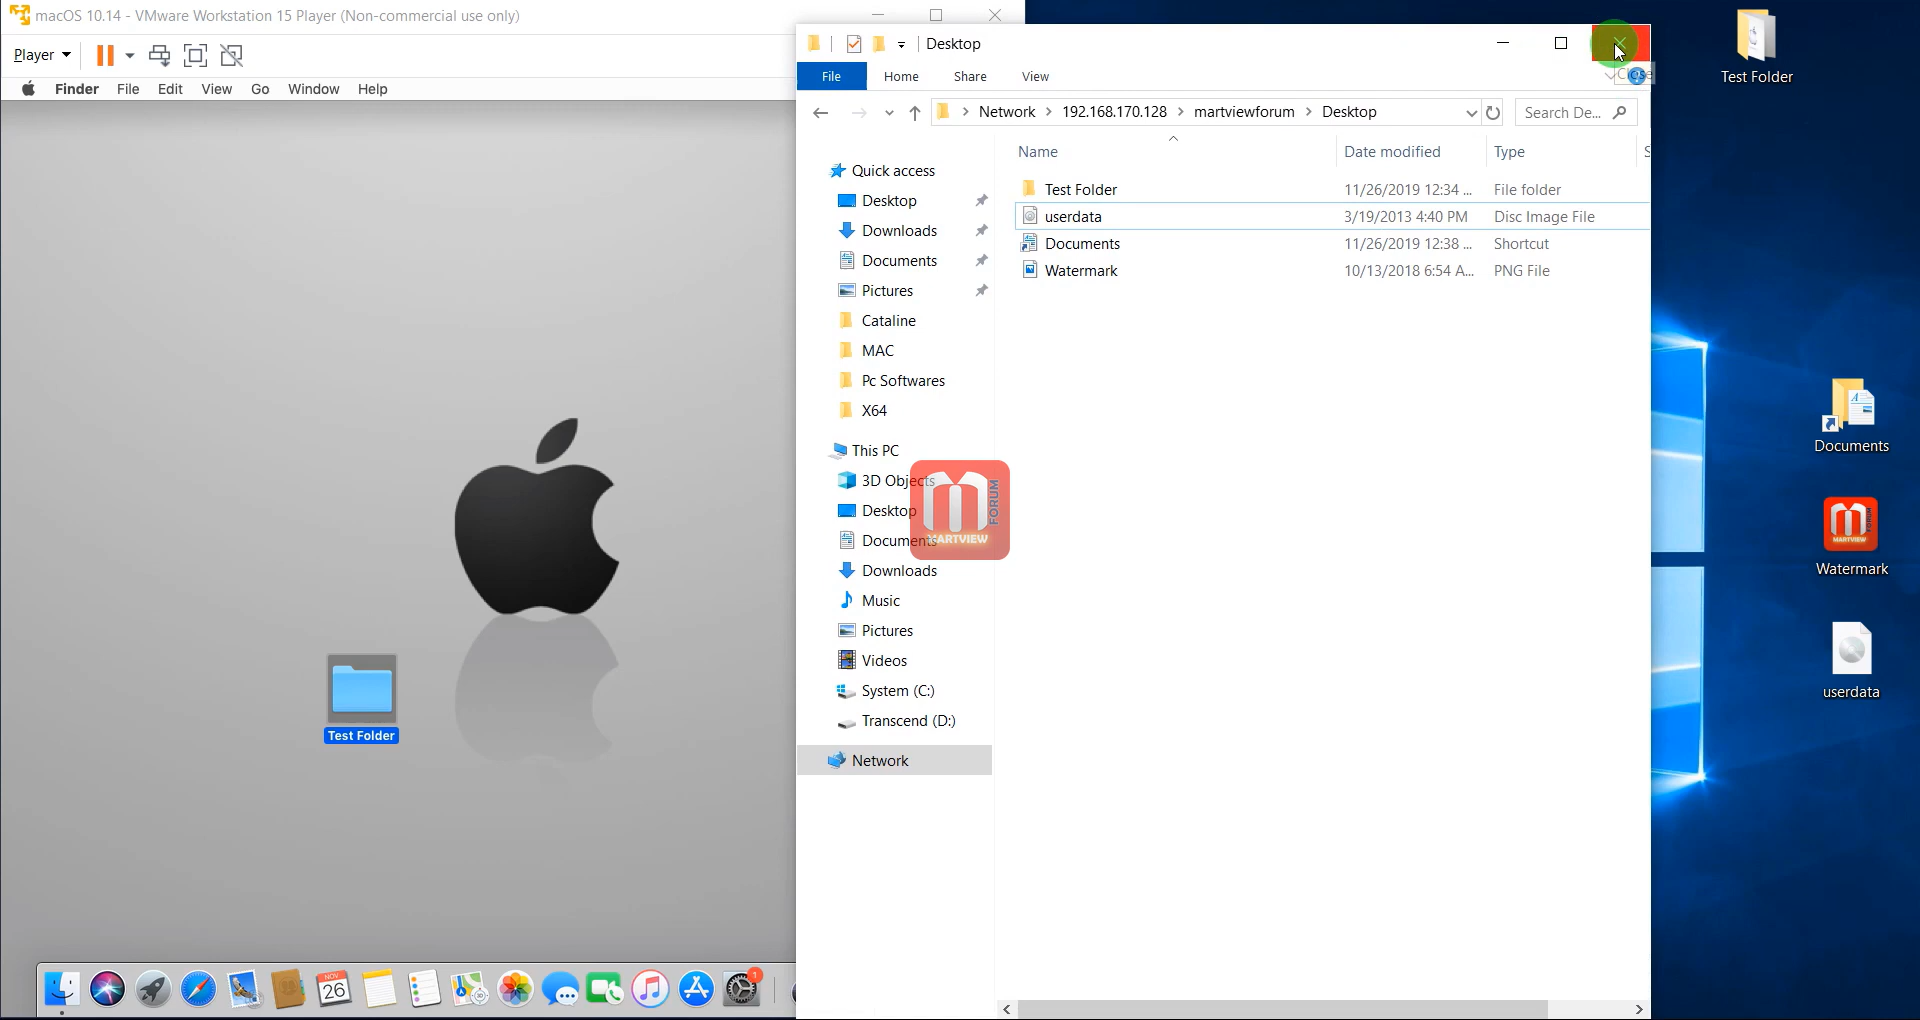 macOS 10.14 - VMware Workstation 15 Player (Non-commercial use only)
Player
Finder File Edit View Go Window Help
Test Folder
NOV
26
1
Desktop
Close
File Home Share View
Network 192.168.170.128 martviewforum Desktop
Search De...
Name Date modified Type S
Test Folder 11/26/2019 12:34 ... File folder
userdata 3/19/2013 4:40 PM Disc Image File
Documents 11/26/2019 12:38 ... Shortcut
Watermark 10/13/2018 6:54 A... PNG File
Quick access
Desktop
Downloads
Documents
Pictures
Cataline
MAC
Pc Softwares
X64
This PC
3D Objects
Desktop
Documents
Downloads
Music
Pictures
Videos
System (C:)
Transcend (D:)
Network
FORUM
MARTVIEW
Test Folder
Documents
FORUM
MARTVIEW
Watermark
userdata